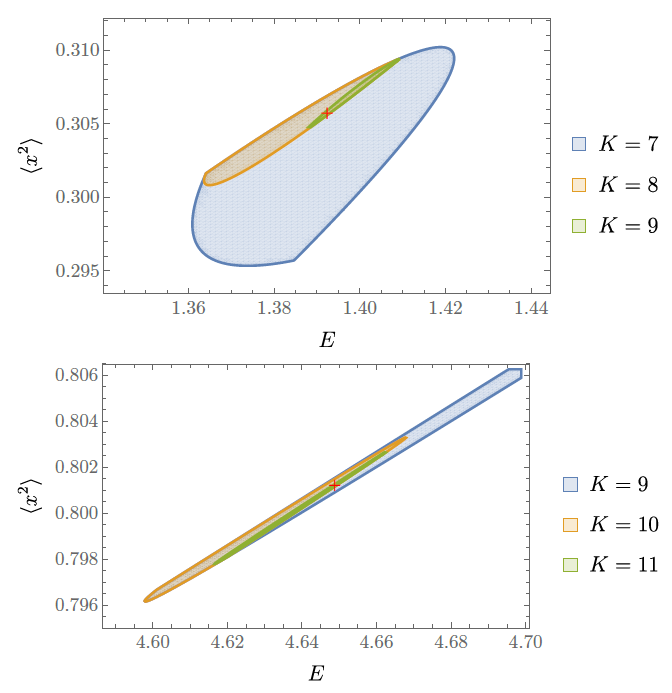 0.310
0.305
0.300
0.295
⟨x²⟩
1.36 1.38 1.40 1.42 1.44
E
K = 7
K = 8
K = 9
0.806
0.804
0.802
0.800
0.798
0.796
⟨x²⟩
4.60 4.62 4.64 4.66 4.68 4.70
E
K = 9
K = 10
K = 11